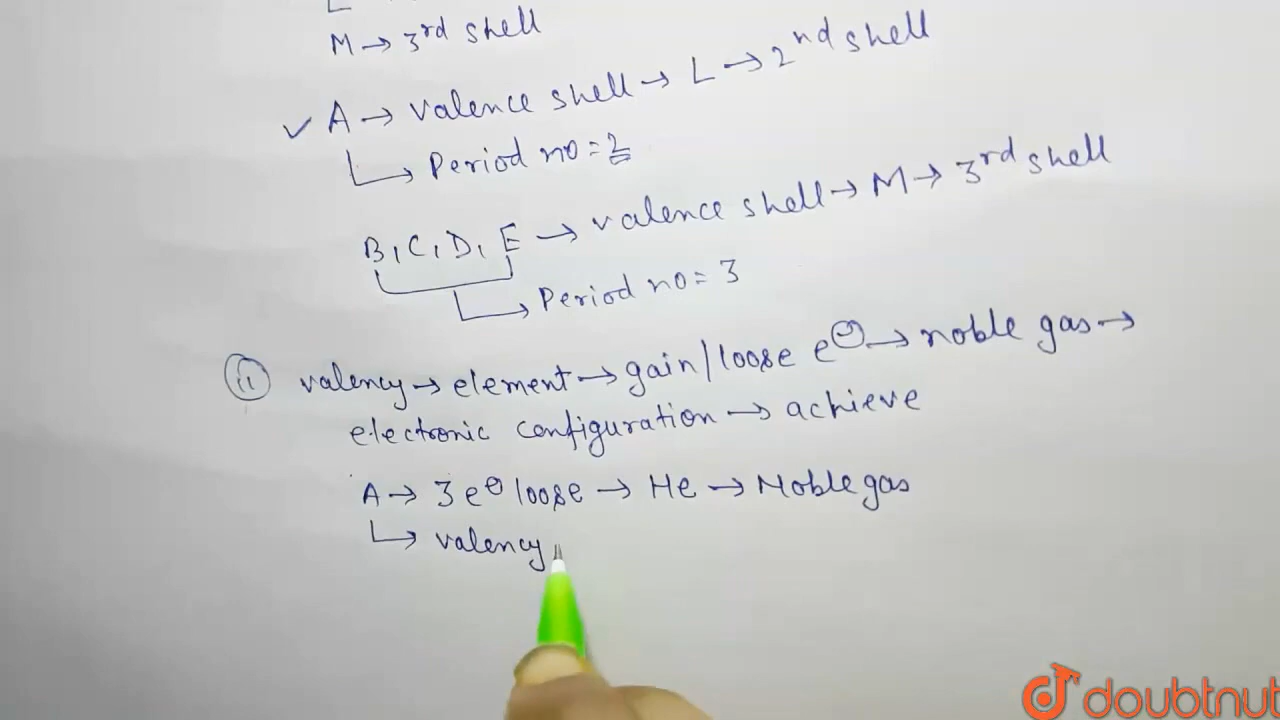 L
M → 3rd shell
✓ A → valence shell → L → 2nd shell
↳ Period no = 2
B, C, D, E → valence shell → M → 3rd shell
↳ Period no = 3
(ii) valency → element → gain/loose e⊖ → noble gas →
electronic configuration → achieve
A → 3 e⊖ loose → He → Noble gas
↳ valency
doubtnut